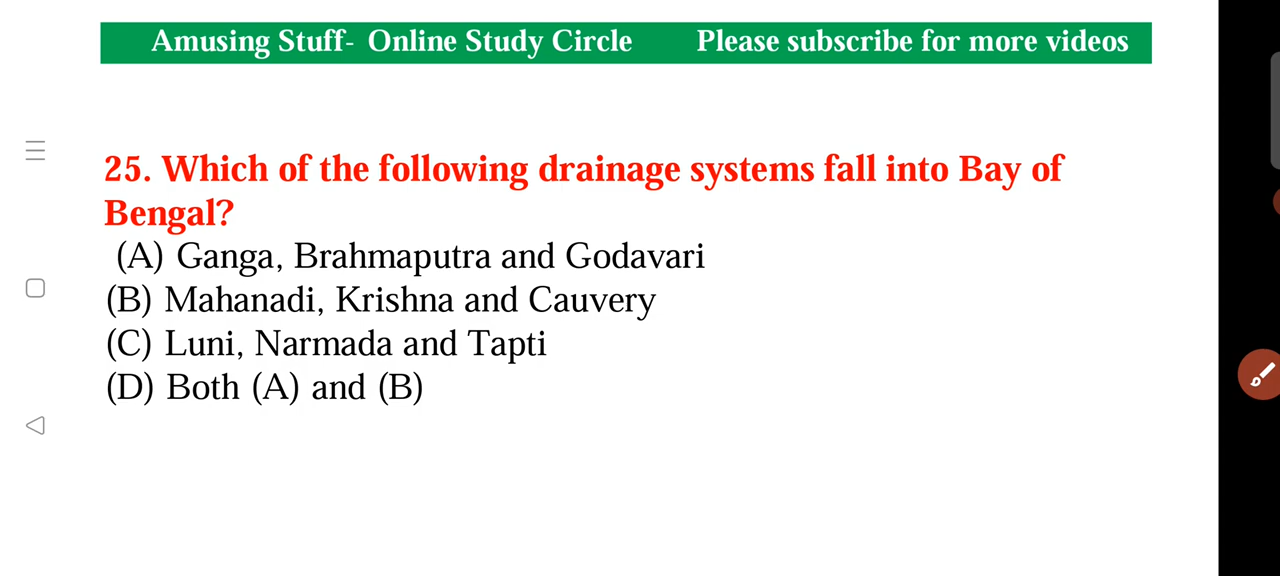 Amusing Stuff- Online Study Circle Please subscribe for more videos
25. Which of the following drainage systems fall into Bay of
Bengal?
(A) Ganga, Brahmaputra and Godavari
(B) Mahanadi, Krishna and Cauvery
(C) Luni, Narmada and Tapti
(D) Both (A) and (B)